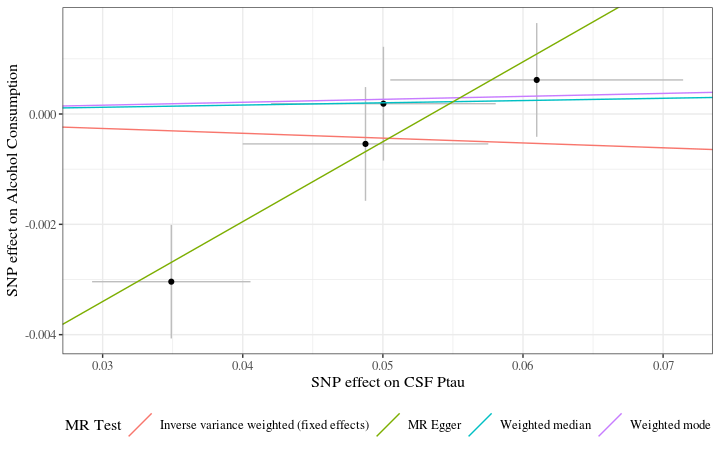 SNP effect on Alcohol Consumption
0.000
-0.002
-0.004
0.03 0.04 0.05 0.06 0.07
SNP effect on CSF Ptau
MR Test Inverse variance weighted (fixed effects) MR Egger Weighted median Weighted mode